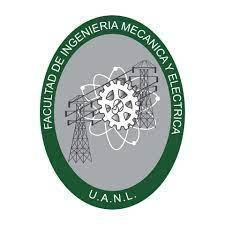 FACULTAD DE INGENIERIA MECANICA Y ELECTRICA
U.A.N.L.